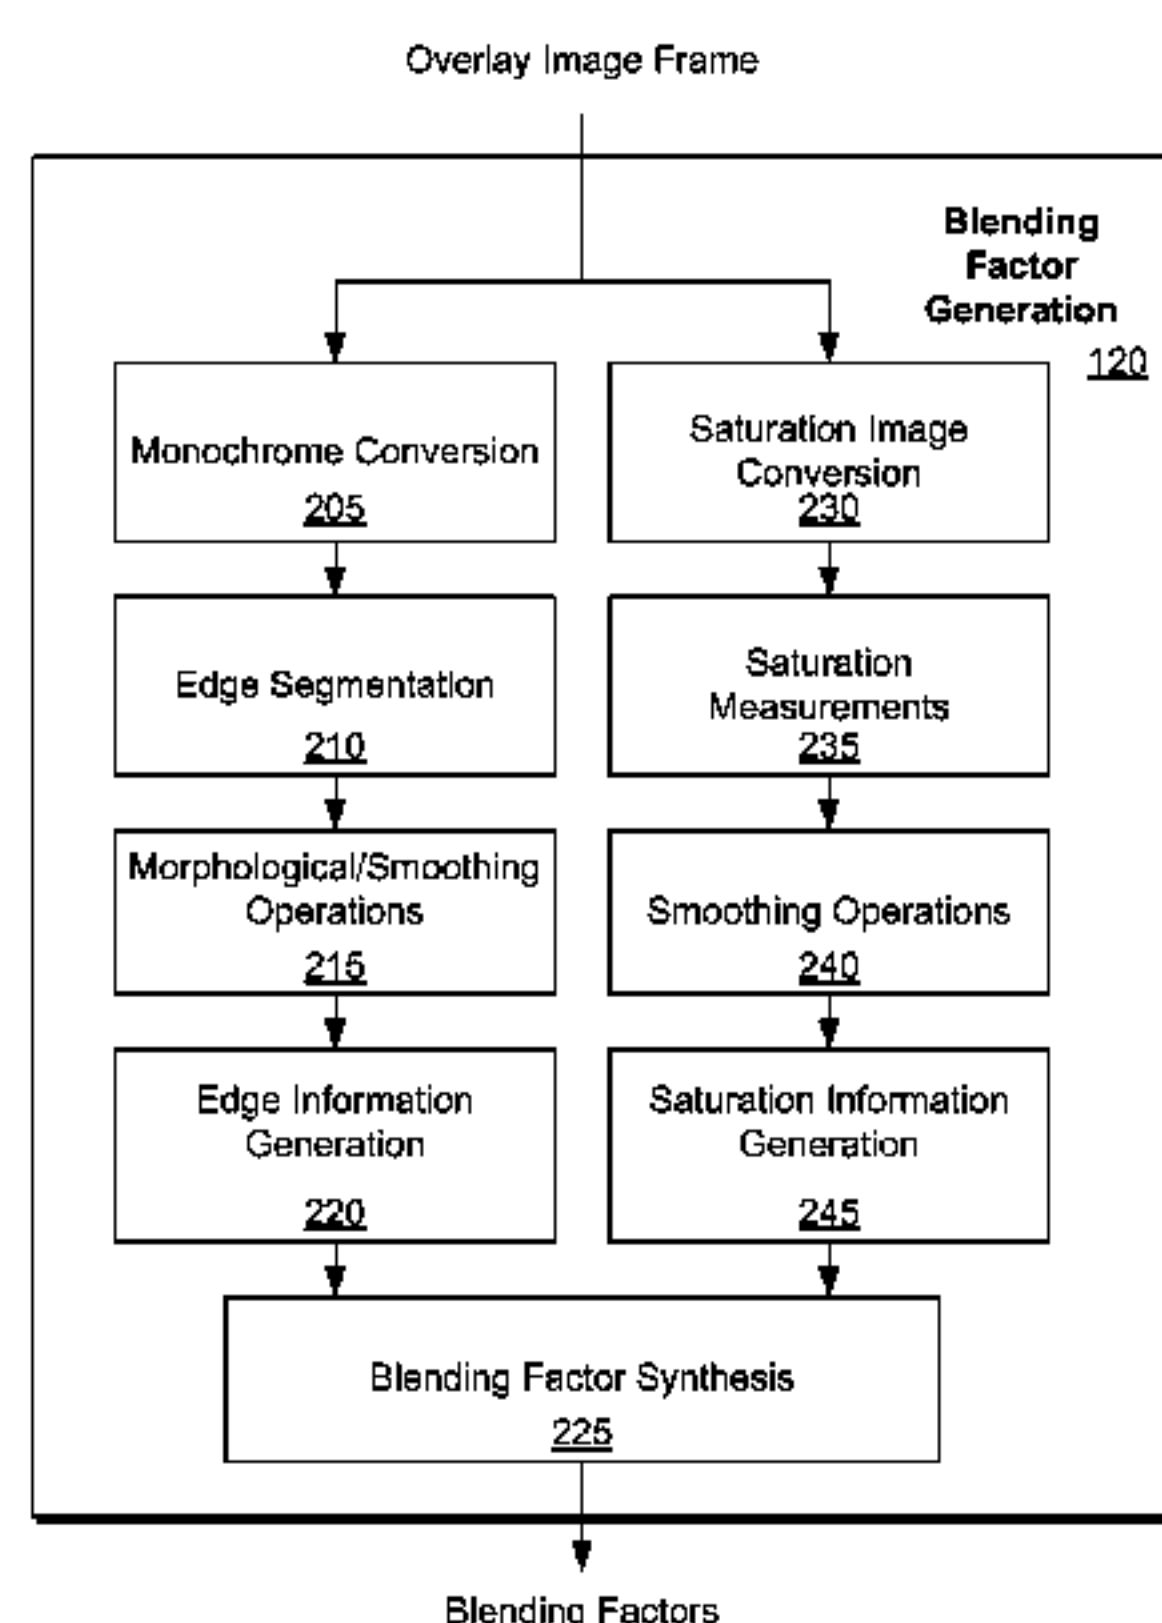 Overlay Image Frame
Blending
Factor
Generation
120
Monochrome Conversion
205
Saturation Image
Conversion
230
Edge Segmentation
210
Saturation
Measurements
235
Morphological/Smoothing
Operations
215
Smoothing Operations
240
Edge Information
Generation
220
Saturation Information
Generation
245
Blending Factor Synthesis
225
Blending Factors